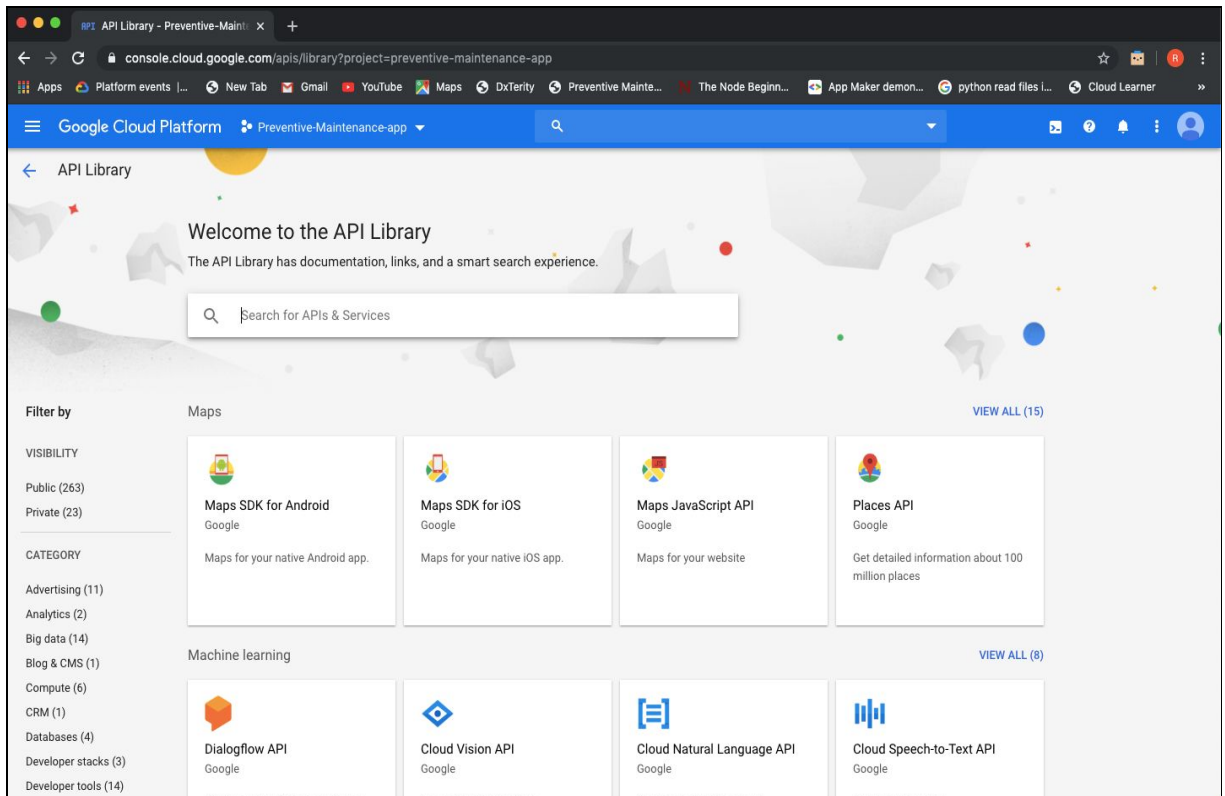 API API Library - Preventive-Mainte x +
console.cloud.google.com/apis/library?project=preventive-maintenance-app R
Apps Platform events |... New Tab Gmail YouTube Maps DxTerity Preventive Mainte... The Node Beginn... App Maker demon... python read files i... Cloud Learner »
Google Cloud Platform Preventive-Maintenance-app
API Library
Welcome to the API Library
The API Library has documentation, links, and a smart search experience.
Search for APIs & Services
Filter by
VISIBILITY
Public (263)
Private (23)
CATEGORY
Advertising (11)
Analytics (2)
Big data (14)
Blog & CMS (1)
Compute (6)
CRM (1)
Databases (4)
Developer stacks (3)
Developer tools (14)
Maps VIEW ALL (15)
Maps SDK for Android
Google
Maps for your native Android app.
Maps SDK for iOS
Google
Maps for your native iOS app.
Maps JavaScript API
Google
Maps for your website
Places API
Google
Get detailed information about 100
million places
Machine learning VIEW ALL (8)
Dialogflow API
Google
Cloud Vision API
Google
Cloud Natural Language API
Google
Cloud Speech-to-Text API
Google